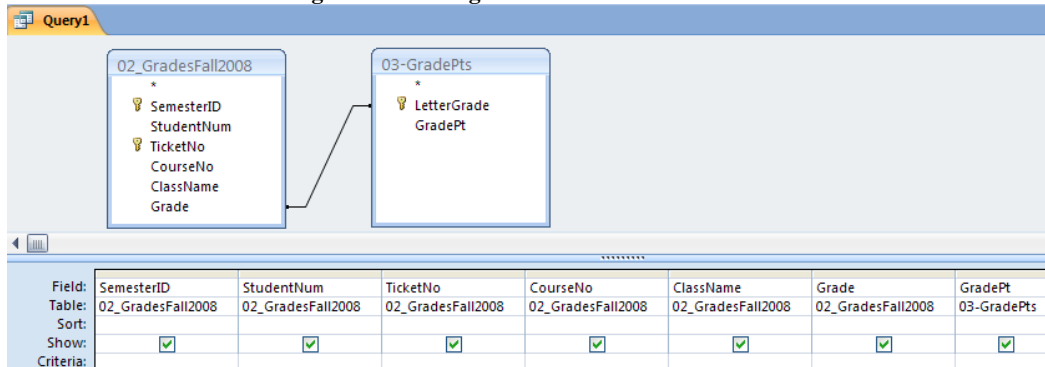 Query1
02_GradesFall2008
*
SemesterID
StudentNum
TicketNo
CourseNo
ClassName
Grade
03-GradePts
*
LetterGrade
GradePt
Field: SemesterID StudentNum TicketNo CourseNo ClassName Grade GradePt
Table: 02_GradesFall2008 02_GradesFall2008 02_GradesFall2008 02_GradesFall2008 02_GradesFall2008 02_GradesFall2008 03-GradePts
Sort:
Show:
Criteria: